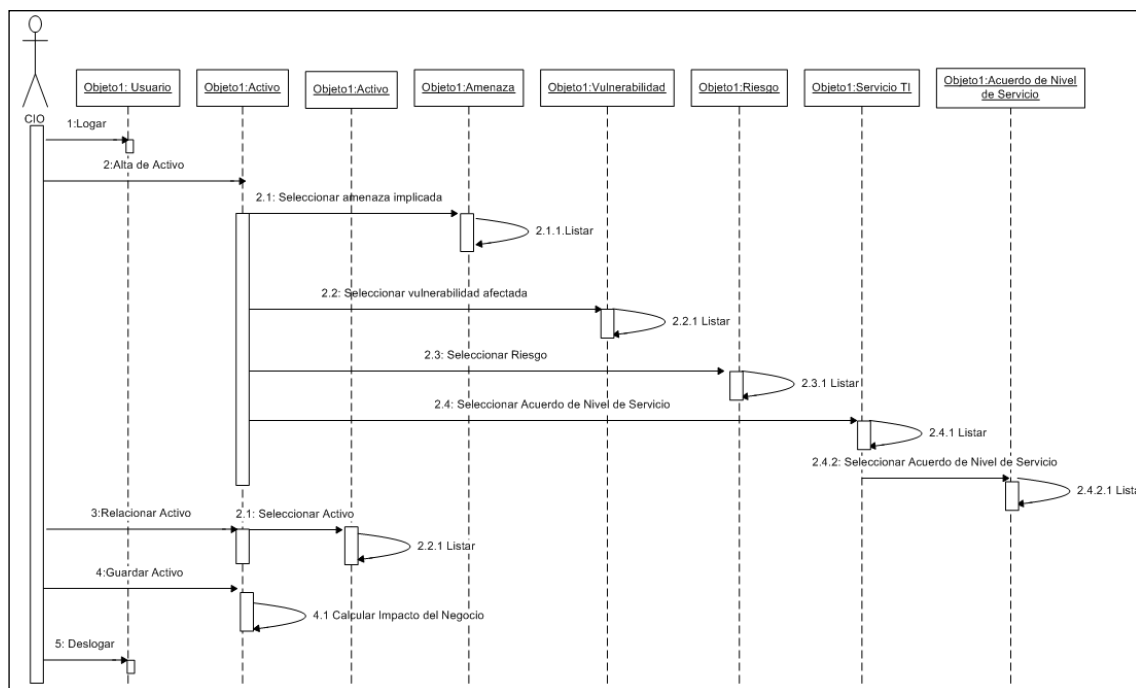 Objeto1: Usuario
Objeto1:Activo
Objeto1:Activo
Objeto1:Amenaza
Objeto1:Vulnerabilidad
Objeto1:Riesgo
Objeto1:Servicio TI
Objeto1:Acuerdo de Nivel
de Servicio
CIO
1:Logar
2:Alta de Activo
2.1: Seleccionar amenaza implicada
2.1.1.Listar
2.2: Seleccionar vulnerabilidad afectada
2.2.1 Listar
2.3: Seleccionar Riesgo
2.3.1 Listar
2.4: Seleccionar Acuerdo de Nivel de Servicio
2.4.1 Listar
2.4.2: Seleccionar Acuerdo de Nivel de Servicio
2.4.2.1 Lista
3:Relacionar Activo
2.1: Seleccionar Activo
2.2.1 Listar
4:Guardar Activo
4.1 Calcular Impacto del Negocio
5: Deslogar